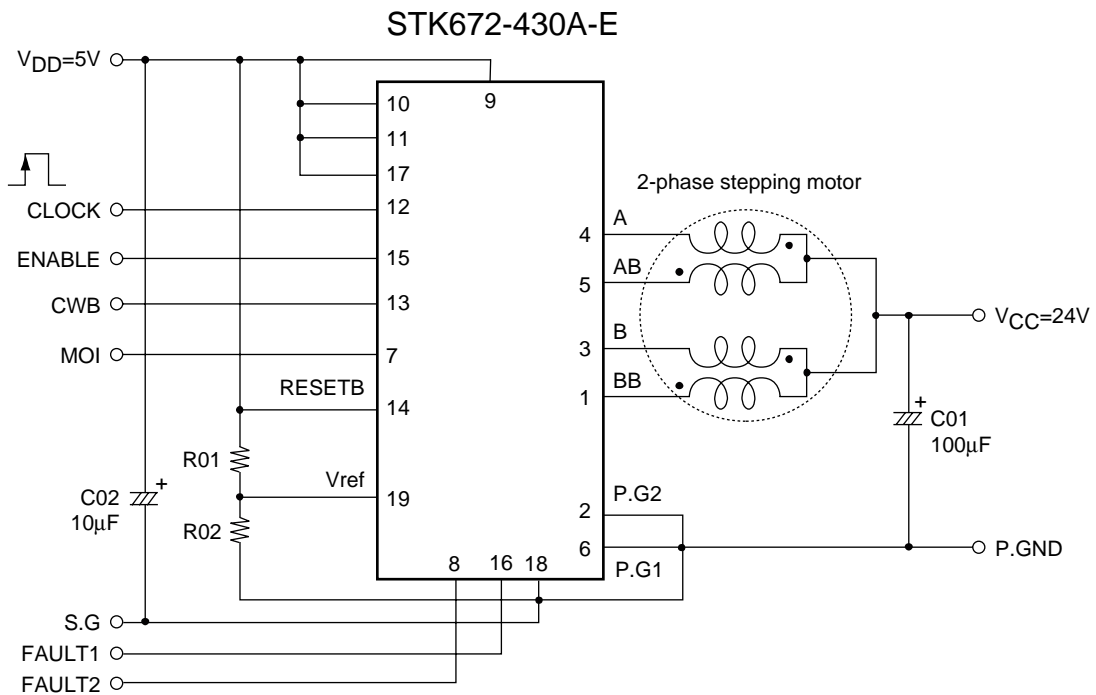 STK672-430A-E
VDD=5V
9
10
11
17
2-phase stepping motor
CLOCK
12
A
4
ENABLE
15
AB
5
CWB
13
VCC=24V
B
3
MOI
7
BB
1
RESETB
14
+
C01
100µF
R01
Vref
19
+
C02
10µF
R02
P.G2
2
6
P.G1
P.GND
8 16 18
S.G
FAULT1
FAULT2